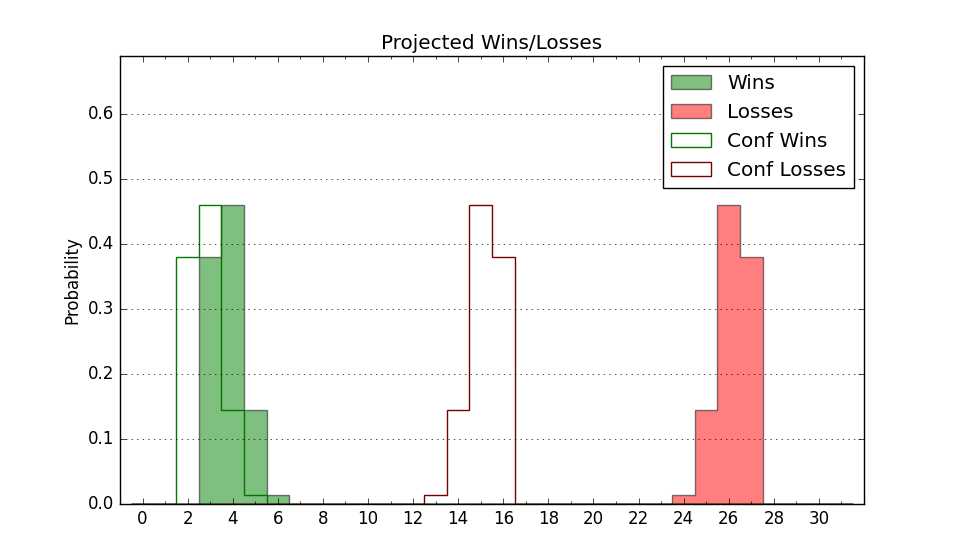 Projected Wins/Losses
Wins
Losses
Conf Wins
Conf Losses
Probability
0.6
0.5
0.4
0.3
0.2
0.1
0.0
0 2 4 6 8 10 12 14 16 18 20 22 24 26 28 30